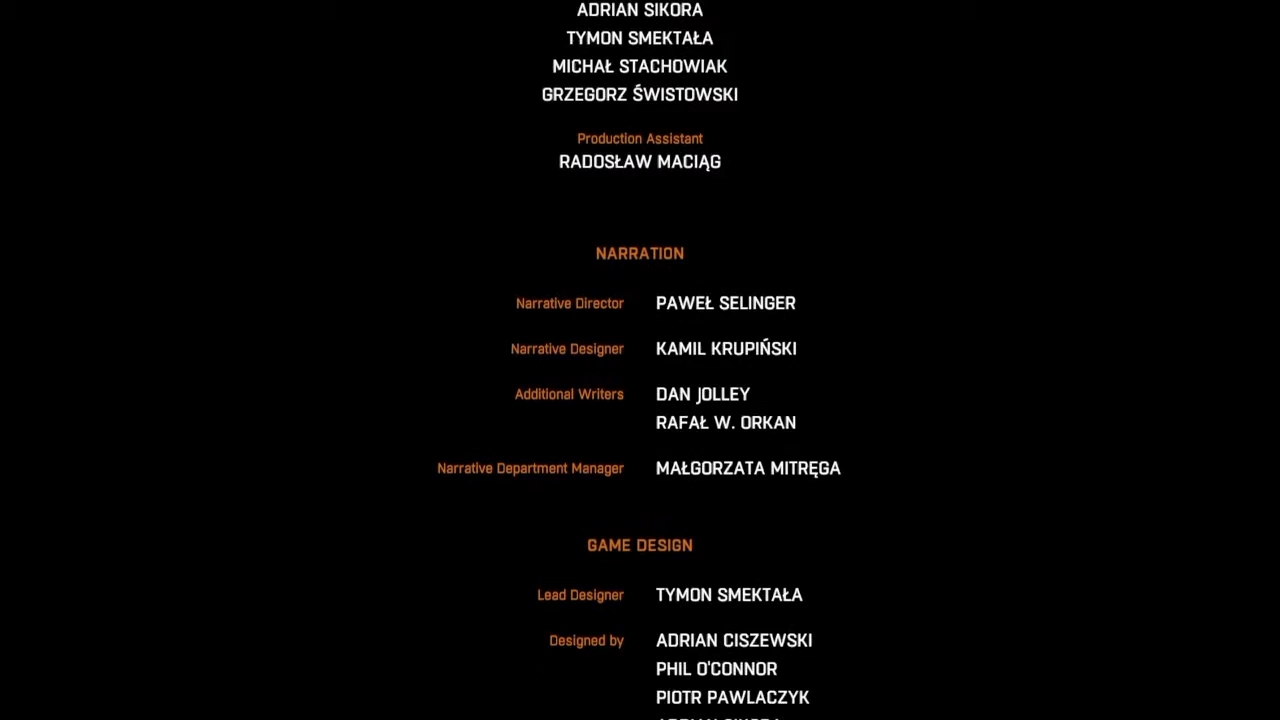 ADRIAN SIKORA
TYMON SMEKTAŁA
MICHAŁ STACHOWIAK
GRZEGORZ ŚWISTOWSKI
Production Assistant
RADOSŁAW MACIĄG
NARRATION
Narrative Director PAWEŁ SELINGER
Narrative Designer KAMIL KRUPIŃSKI
Additional Writers DAN JOLLEY
RAFAŁ W. ORKAN
Narrative Department Manager MAŁGORZATA MITRĘGA
GAME DESIGN
Lead Designer TYMON SMEKTAŁA
Designed by ADRIAN CISZEWSKI
PHIL O'CONNOR
PIOTR PAWLACZYK